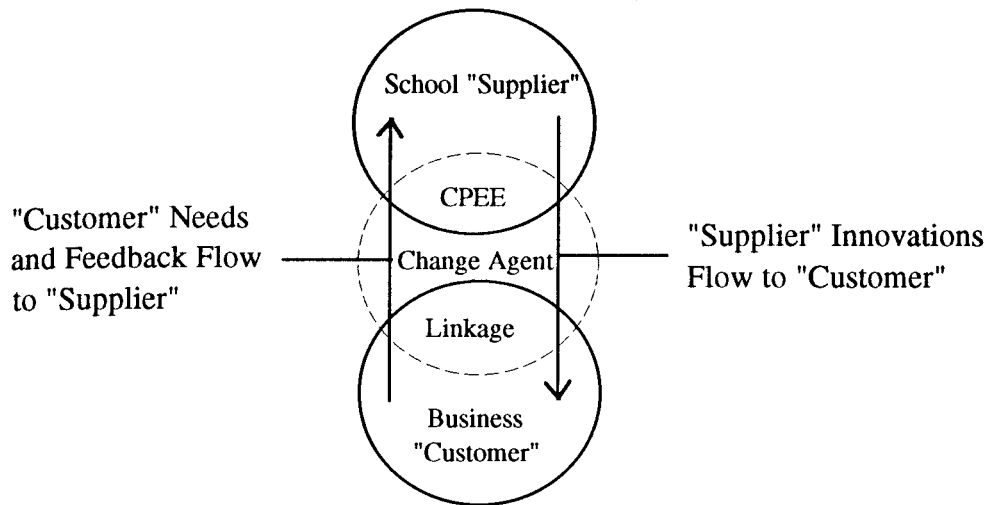 School "Supplier"
CPEE
Change Agent
Linkage
Business
"Customer"
"Customer" Needs
and Feedback Flow
to "Supplier"
"Supplier" Innovations
Flow to "Customer"